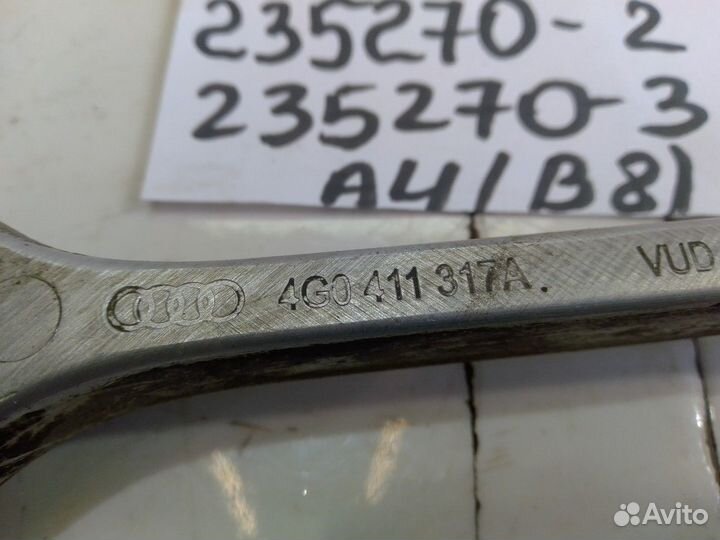 235270-2
235270-3
A4/(B8)
4G0 411 317A.
VUD
Avito